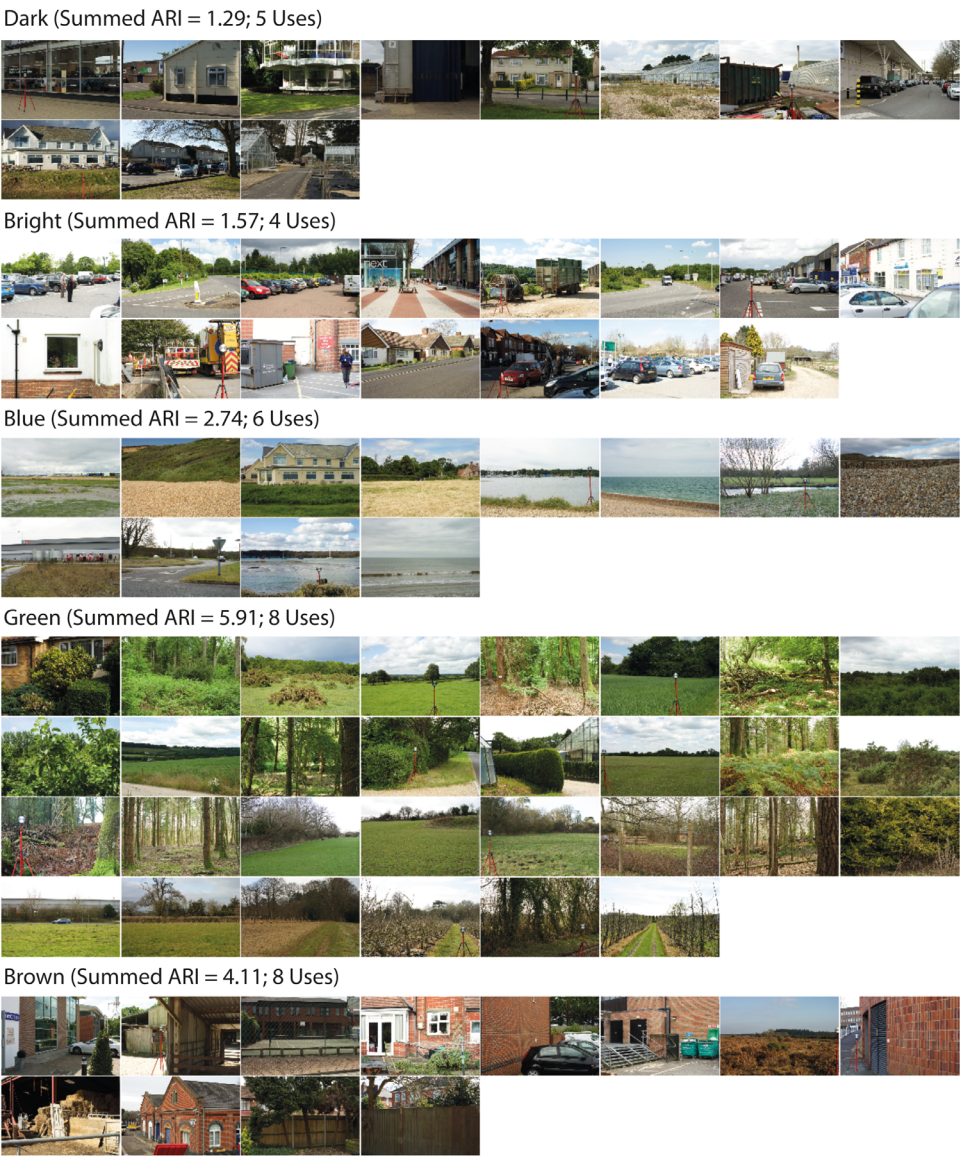 Dark (Summed ARI = 1.29; 5 Uses)
Bright (Summed ARI = 1.57; 4 Uses)
next
Blue (Summed ARI = 2.74; 6 Uses)
Green (Summed ARI = 5.91; 8 Uses)
Brown (Summed ARI = 4.11; 8 Uses)